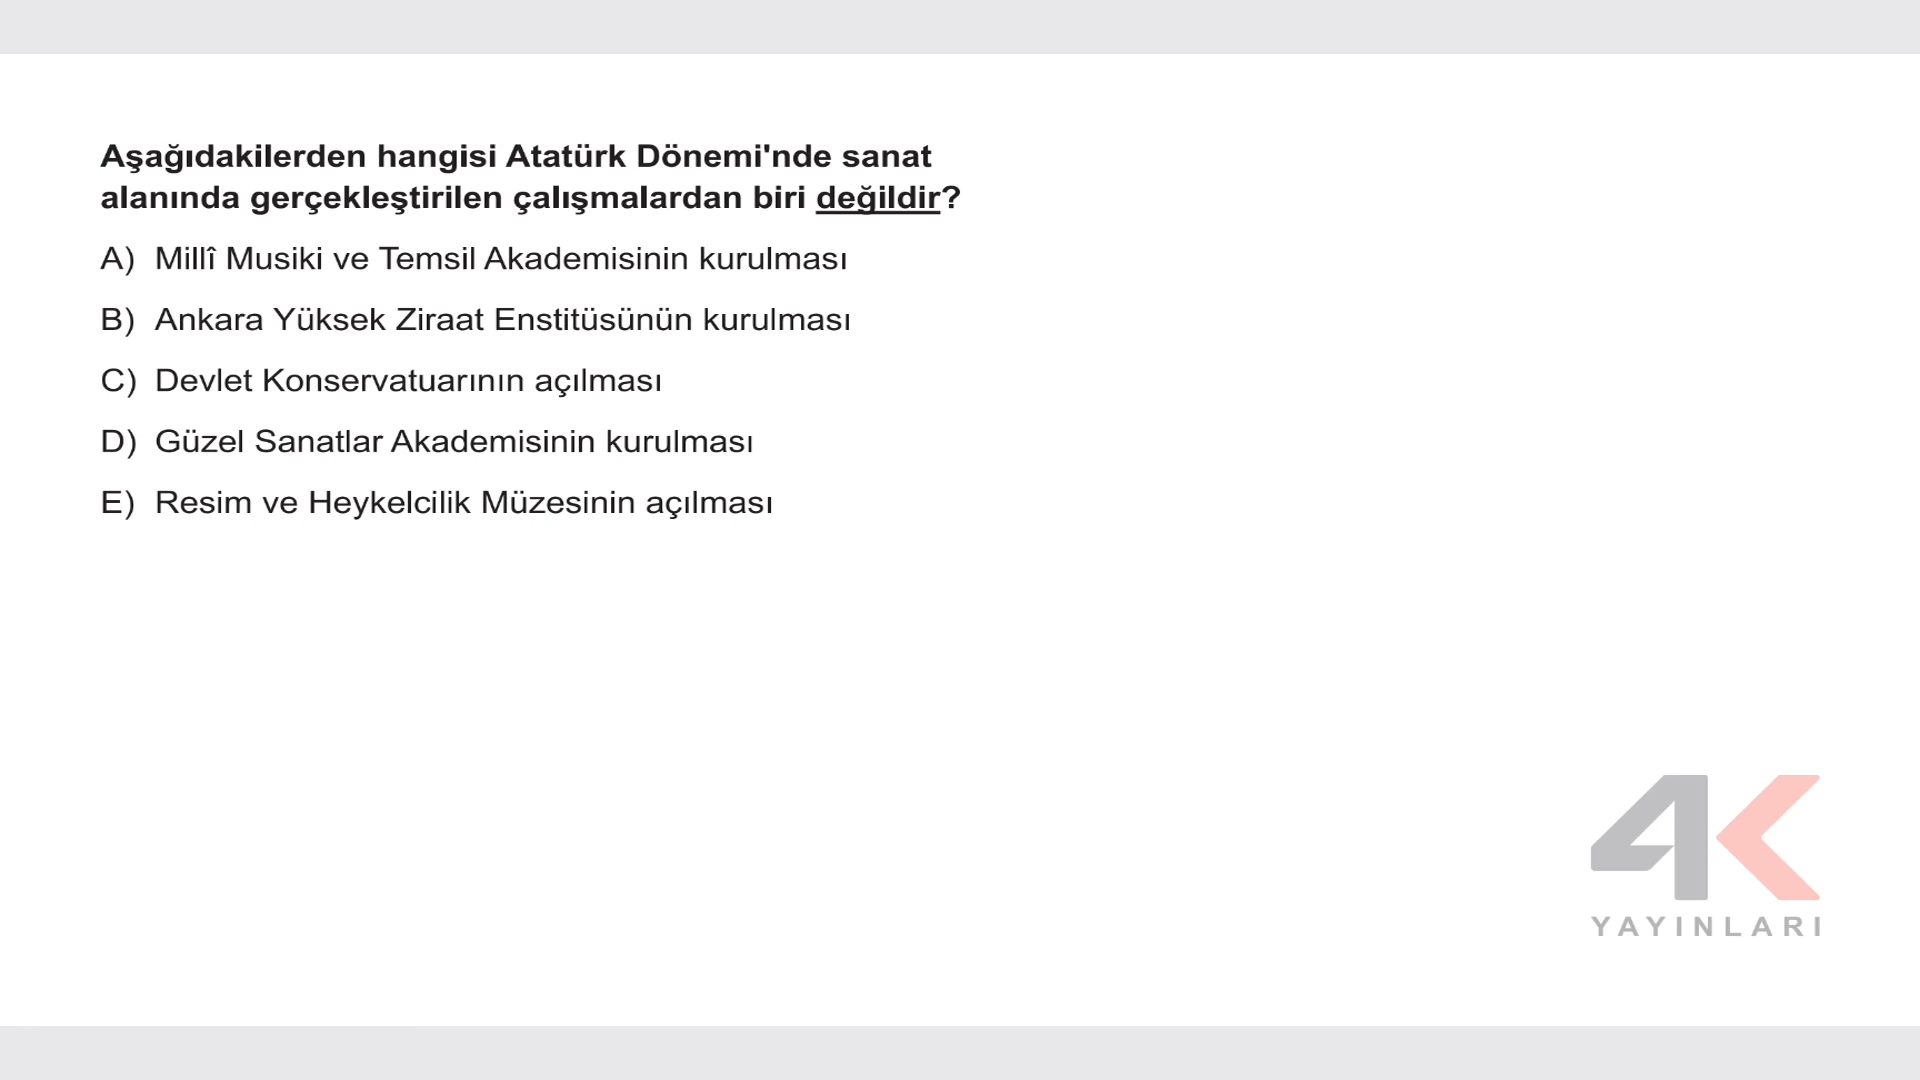 Aşağıdakilerden hangisi Atatürk Dönemi'nde sanat
alanında gerçekleştirilen çalışmalardan biri değildir?
A) Millî Musiki ve Temsil Akademisinin kurulması
B) Ankara Yüksek Ziraat Enstitüsünün kurulması
C) Devlet Konservatuarının açılması
D) Güzel Sanatlar Akademisinin kurulması
E) Resim ve Heykelcilik Müzesinin açılması
4K
YAYINLARI